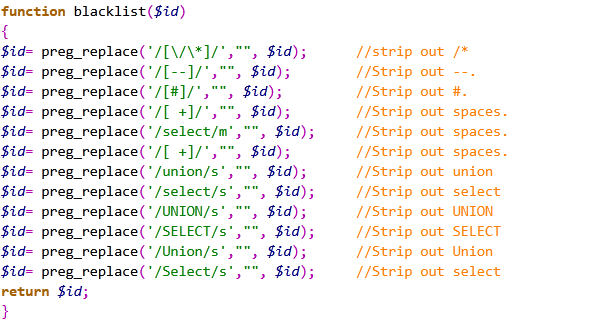 function blacklist($id)
{
$id= preg_replace('/[\/\*]/',"", $id);      //strip out /*
$id= preg_replace('/[--]/',"", $id);        //Strip out --.
$id= preg_replace('/[#]/',"", $id);         //Strip out #.
$id= preg_replace('/[ +]/',"", $id);        //Strip out spaces.
$id= preg_replace('/select/m',"", $id);     //Strip out spaces.
$id= preg_replace('/[ +]/',"", $id);        //Strip out spaces.
$id= preg_replace('/union/s',"", $id);      //Strip out union
$id= preg_replace('/select/s',"", $id);     //Strip out select
$id= preg_replace('/UNION/s',"", $id);      //Strip out UNION
$id= preg_replace('/SELECT/s',"", $id);     //Strip out SELECT
$id= preg_replace('/Union/s',"", $id);      //Strip out Union
$id= preg_replace('/Select/s',"", $id);     //Strip out select
return $id;
}